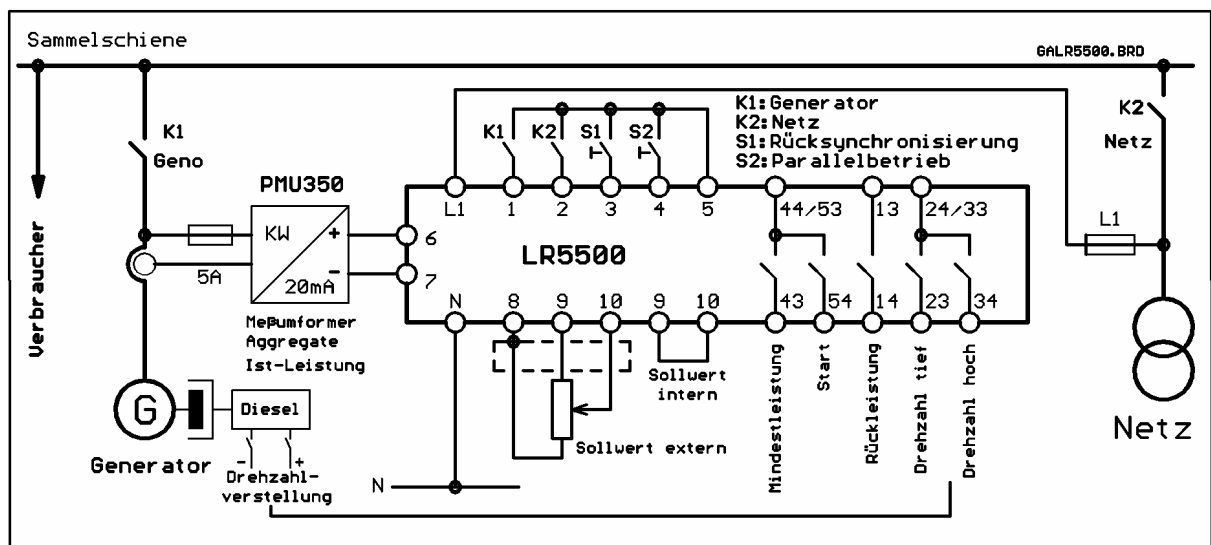 Sammelschiene
GALR5500.BRD
K1
Geno
K1
K2
S1
S2
K1:Generator
K2:Netz
S1:Rücksynchronisierung
S2:Parallelbetrieb
K2
Netz
Verbraucher
PMU350
L1
1
2
3
4
5
44/53
13
24/33
L1
KW
+
-
20mA
5A
6
7
LR5500
N
8
9
10
9
10
43
54
14
23
34
Meßumformer
Aggregate
Ist-Leistung
Sollwert
intern
Sollwert extern
Mindestleistung
Start
Rückleistung
Drehzahl tief
Drehzahl hoch
G
Diesel
Generator
-
+
Drehzahl-
verstellung
N
Netz